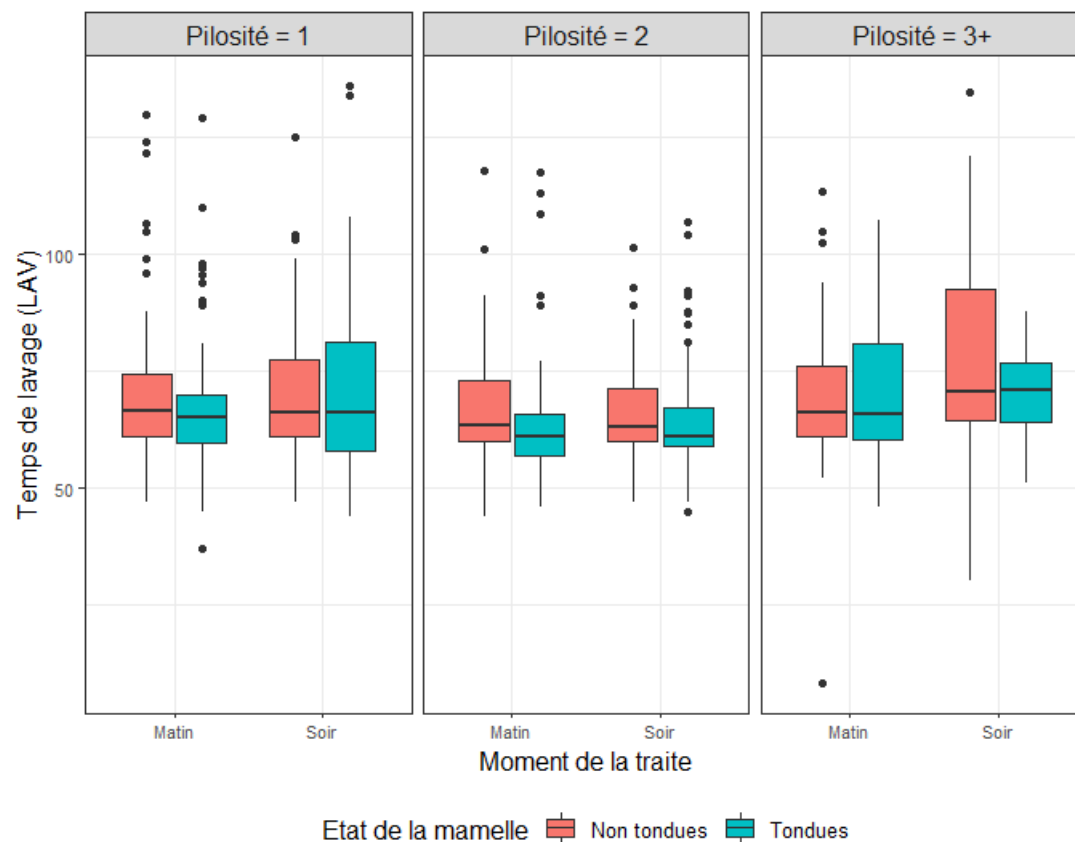 Pilosité = 1
Pilosité = 2
Pilosité = 3+
Temps de lavage (LAV)
100
50
Matin
Soir
Matin
Soir
Matin
Soir
Moment de la traite
Etat de la mamelle Non tondues Tondues